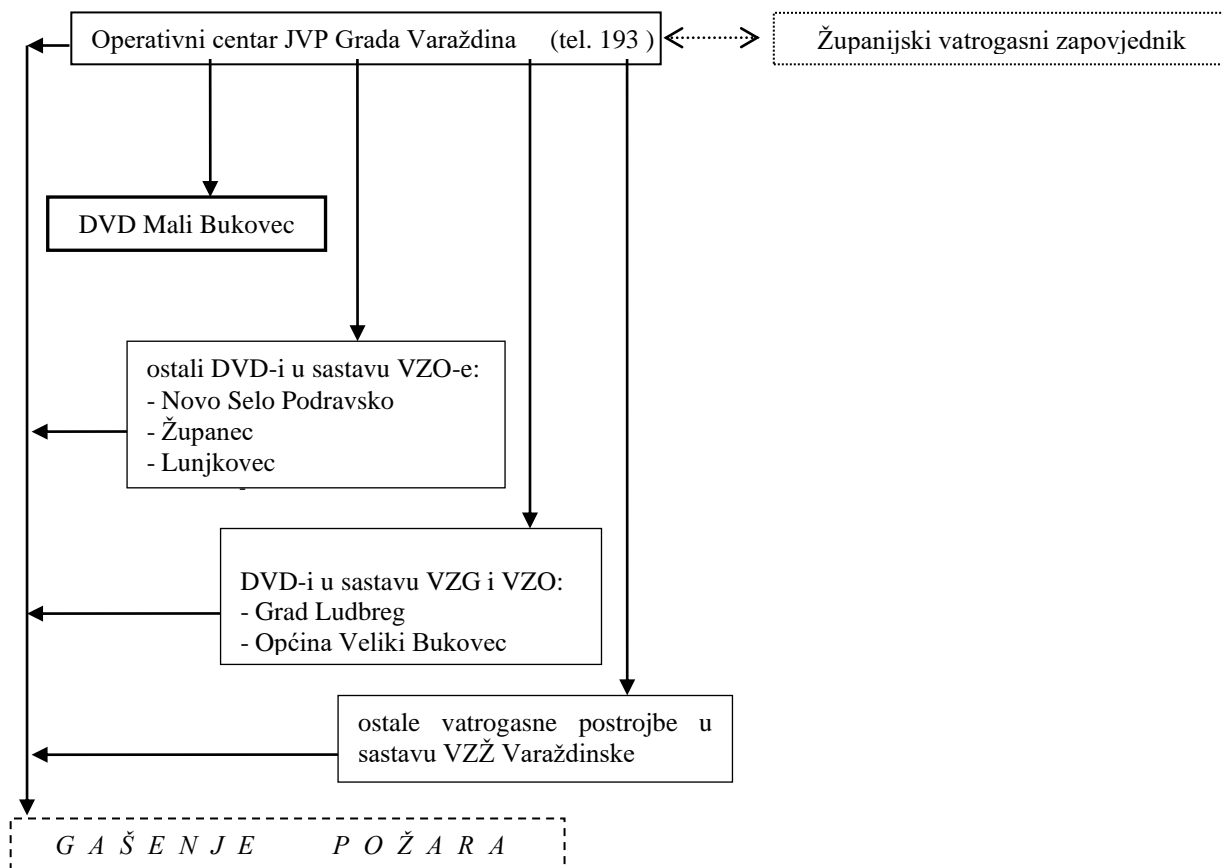 Operativni centar JVP Grada Varaždina (tel. 193 )
Županijski vatrogasni zapovjednik
DVD Mali Bukovec
ostali DVD-i u sastavu VZO-e:
- Novo Selo Podravsko
- Županec
- Lunjkovec
-
DVD-i u sastavu VZG i VZO:
- Grad Ludbreg
- Općina Veliki Bukovec
ostale vatrogasne postrojbe u
sastavu VZŽ Varaždinske
G A Š E N J E P O Ž A R A